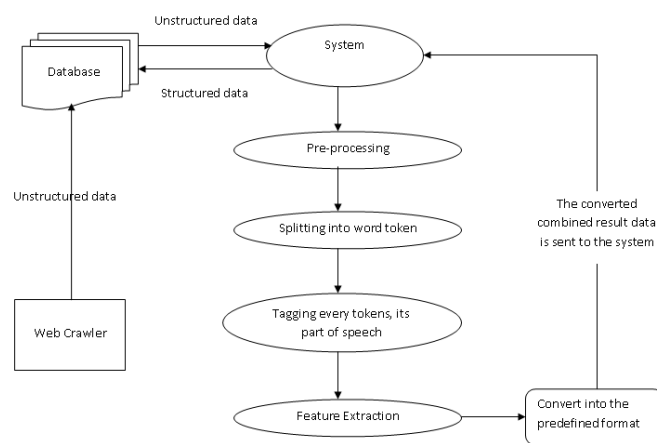 Unstructured data
System
Database
Structured data
Pre-processing
Unstructured data
The converted
combined result data
is sent to the system
Splitting into word token
Tagging every tokens, its
part of speech
Web Crawler
Feature Extraction
Convert into the
predefined format